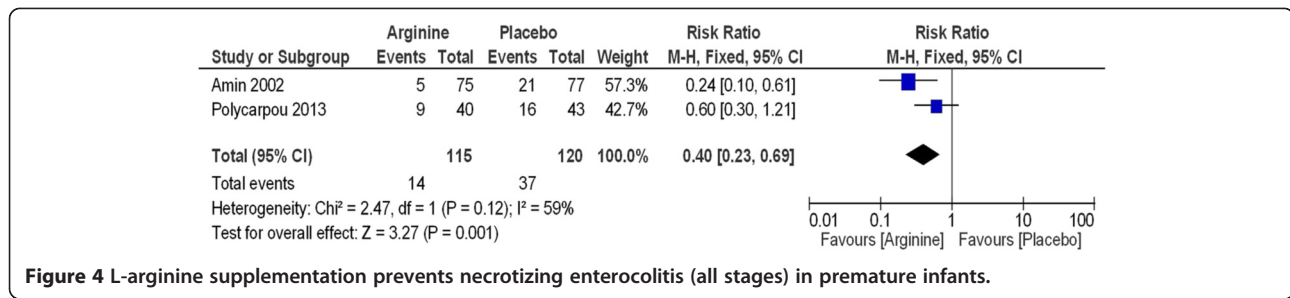 Arginine Placebo Risk Ratio Risk Ratio
Study or Subgroup Events Total Events Total Weight M-H, Fixed, 95% CI M-H, Fixed, 95% CI
Amin 2002 5 75 21 77 57.3% 0.24 [0.10, 0.61]
Polycarpou 2013 9 40 16 43 42.7% 0.60 [0.30, 1.21]
Total (95% CI) 115 120 100.0% 0.40 [0.23, 0.69]
Total events 14 37
Heterogeneity: Chi² = 2.47, df = 1 (P = 0.12); I² = 59%
Test for overall effect: Z = 3.27 (P = 0.001)
0.01 0.1 1 10 100
Favours [Arginine] Favours [Placebo]
Figure 4 L-arginine supplementation prevents necrotizing enterocolitis (all stages) in premature infants.